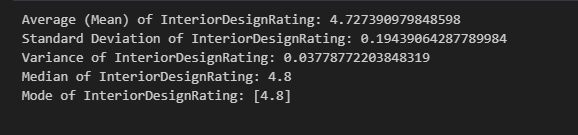 Average (Mean) of InteriorDesignRating: 4.727390979848598
Standard Deviation of InteriorDesignRating: 0.19439064287789984
Variance of InteriorDesignRating: 0.03778772203848319
Median of InteriorDesignRating: 4.8
Mode of InteriorDesignRating: [4.8]